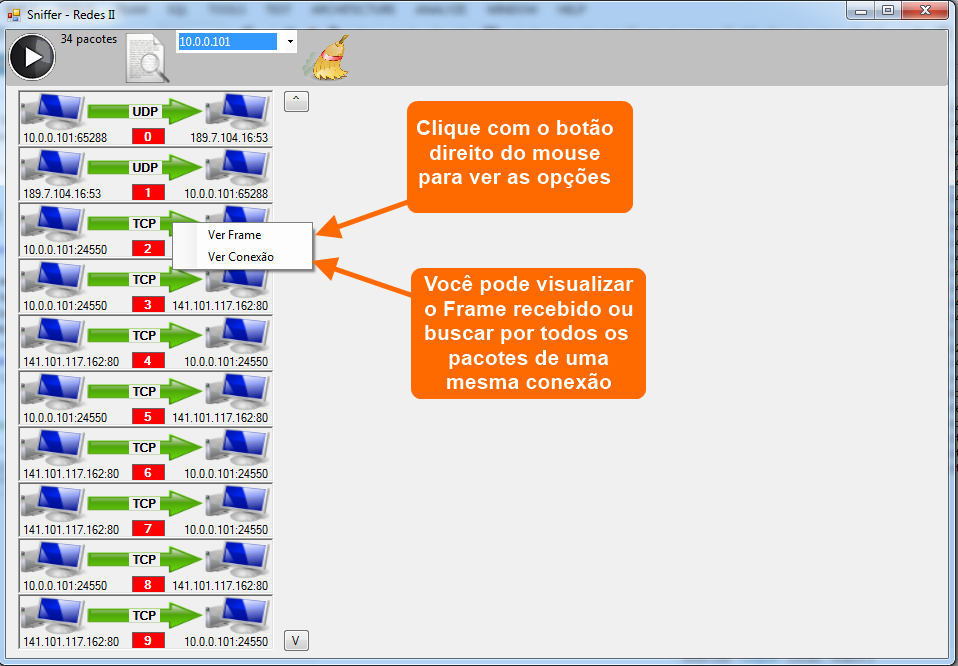 Sniffer - Redes II
34 pacotes
10.0.0.101
UDP
10.0.0.101:65288 0 189.7.104.16:53
UDP
189.7.104.16:53 1 10.0.0.101:65288
TCP
10.0.0.101:24550 2
TCP
10.0.0.101:24550 3 141.101.117.162:80
TCP
141.101.117.162:80 4 10.0.0.101:24550
TCP
10.0.0.101:24550 5 141.101.117.162:80
TCP
141.101.117.162:80 6 10.0.0.101:24550
TCP
141.101.117.162:80 7 10.0.0.101:24550
TCP
10.0.0.101:24550 8 141.101.117.162:80
TCP
141.101.117.162:80 9 10.0.0.101:24550
^
V
Ver Frame
Ver Conexão
Clique com o botão
direito do mouse
para ver as opções
Você pode visualizar
o Frame recebido ou
buscar por todos os
pacotes de uma
mesma conexão